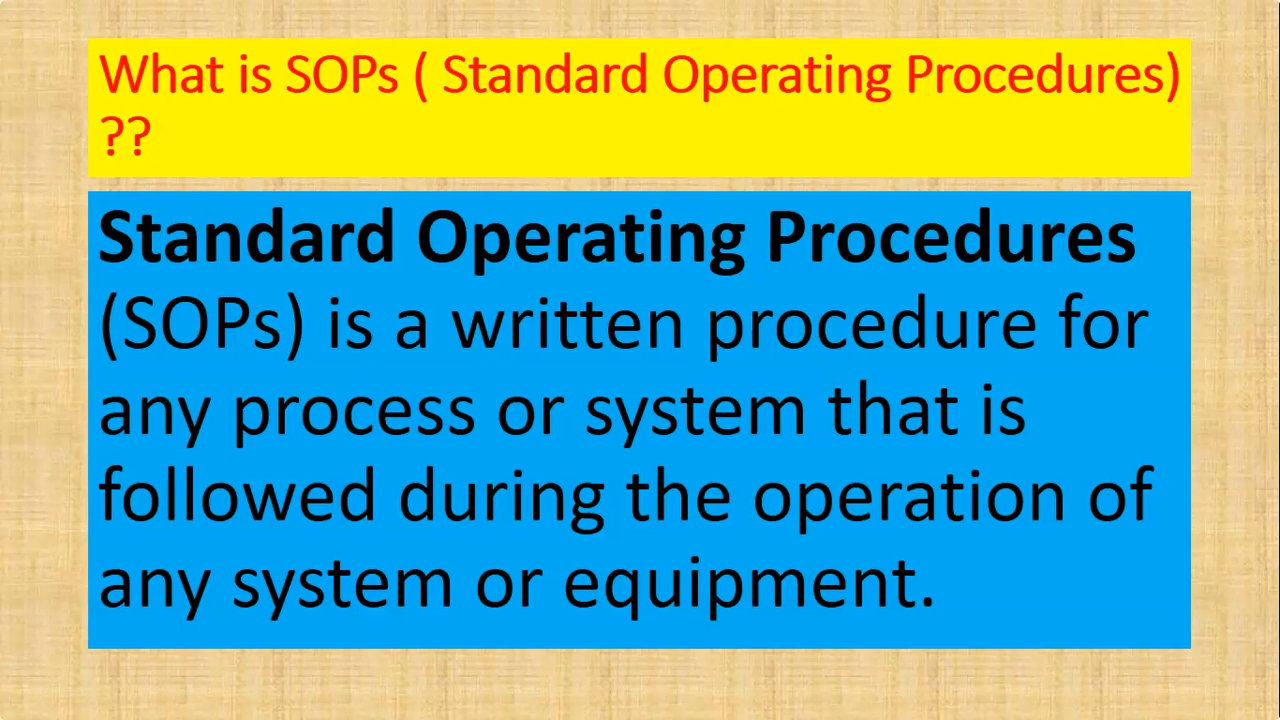 What is SOPs ( Standard Operating Procedures)
??
Standard Operating Procedures
(SOPs) is a written procedure for
any process or system that is
followed during the operation of
any system or equipment.